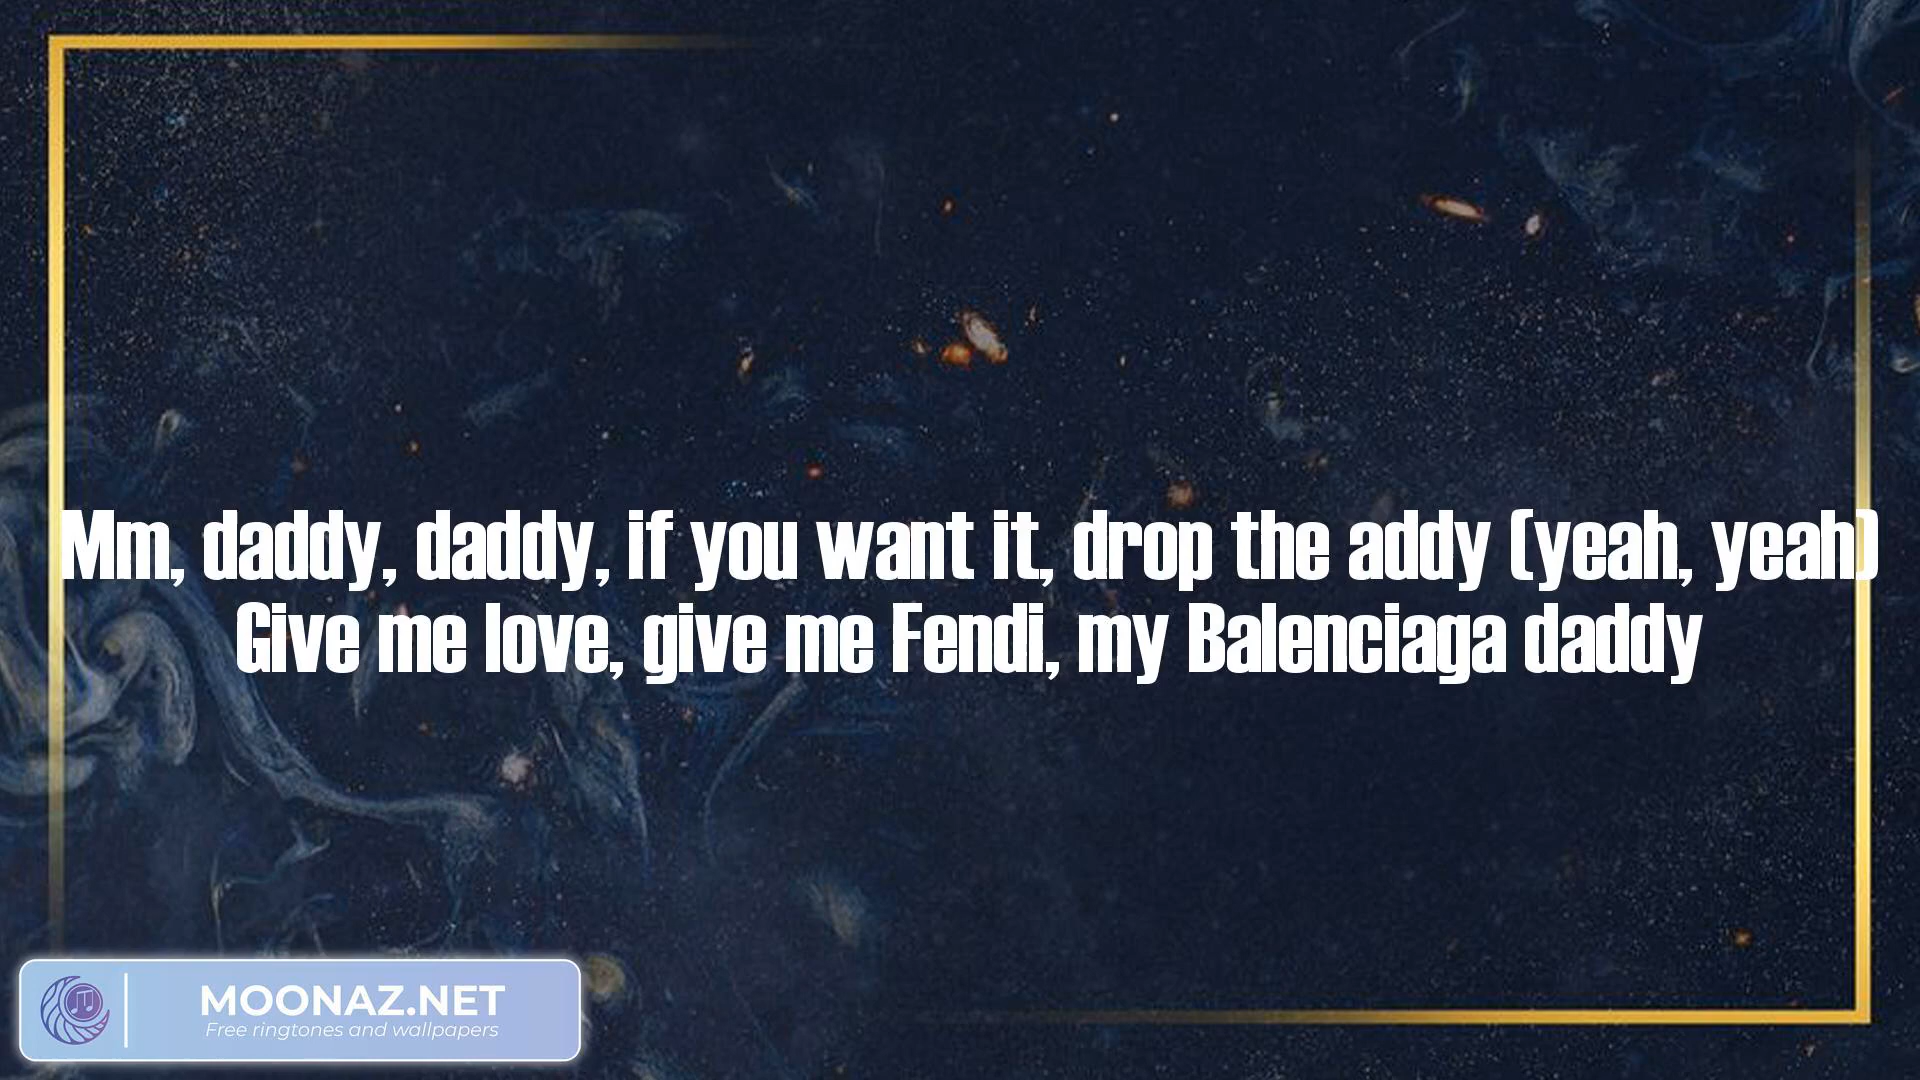 Mm, daddy, daddy, if you want it, drop the addy (yeah, yeah)
Give me love, give me Fendi, my Balenciaga daddy
MOONAZ.NET
Free ringtones and wallpapers